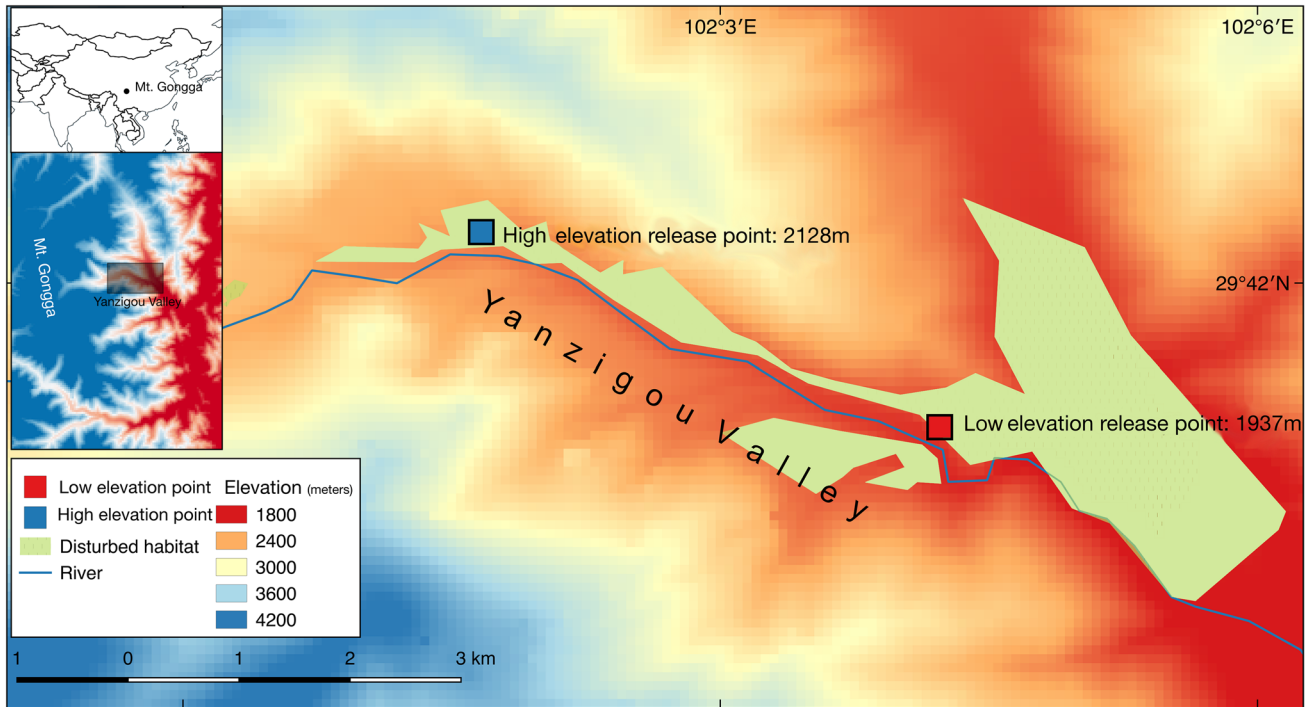 102°3′E
102°6′E
Mt. Gongga
Mt. Gongga
Yanzigou Valley
High elevation release point: 2128m
29°42′N
Yanzigou Valley
Low elevation release point: 1937m
Low elevation point
High elevation point
Disturbed habitat
River
Elevation (meters)
1800
2400
3000
3600
4200
1 0 1 2 3 km